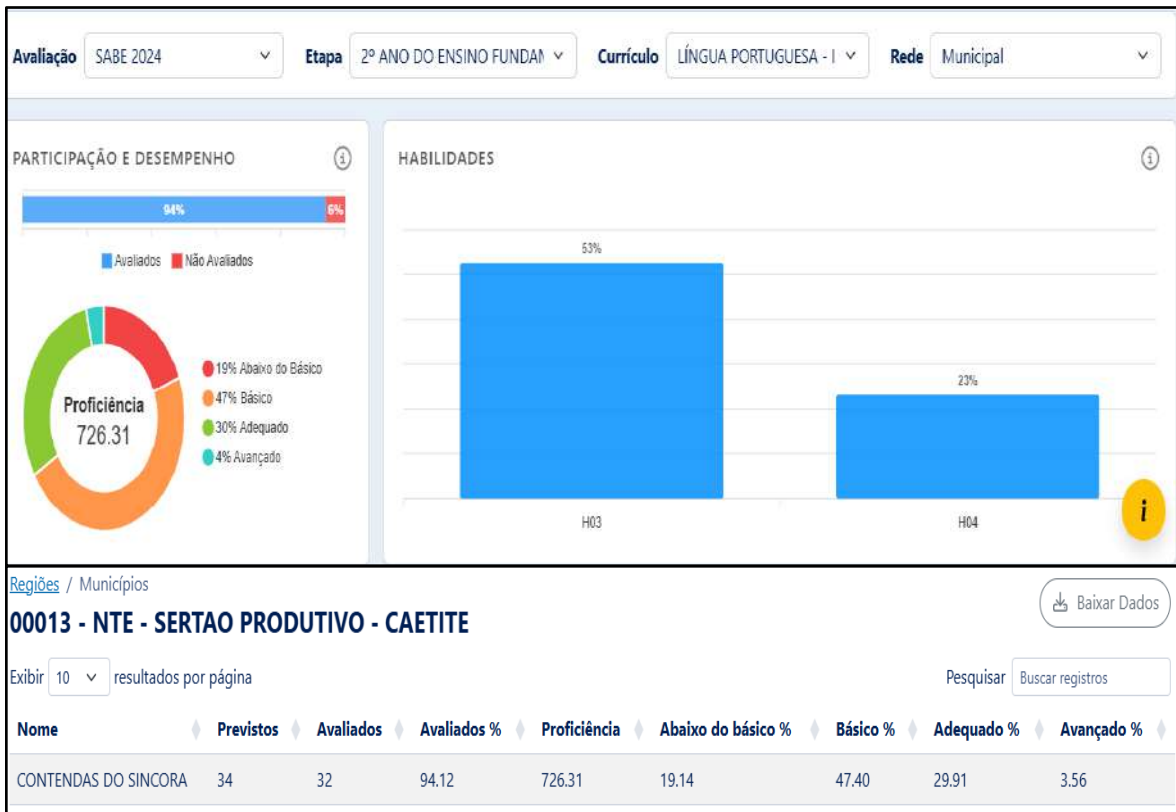 Avaliação SABE 2024 Etapa 2º ANO DO ENSINO FUNDAN Currículo LÍNGUA PORTUGUESA - I Rede Municipal
PARTICIPAÇÃO E DESEMPENHO
94% 6%
Avaliados Não Avaliados
Proficiência
726.31
19% Abaixo do Básico
47% Básico
30% Adequado
4% Avançado
HABILIDADES
53%
23%
H03 H04
i
Regiões / Municípios
Baixar Dados
00013 - NTE - SERTAO PRODUTIVO - CAETITE
Exibir 10 resultados por página Pesquisar Buscar registros
Nome Previstos Avaliados Avaliados % Proficiência Abaixo do básico % Básico % Adequado % Avançado %
CONTENDAS DO SINCORA 34 32 94.12 726.31 19.14 47.40 29.91 3.56